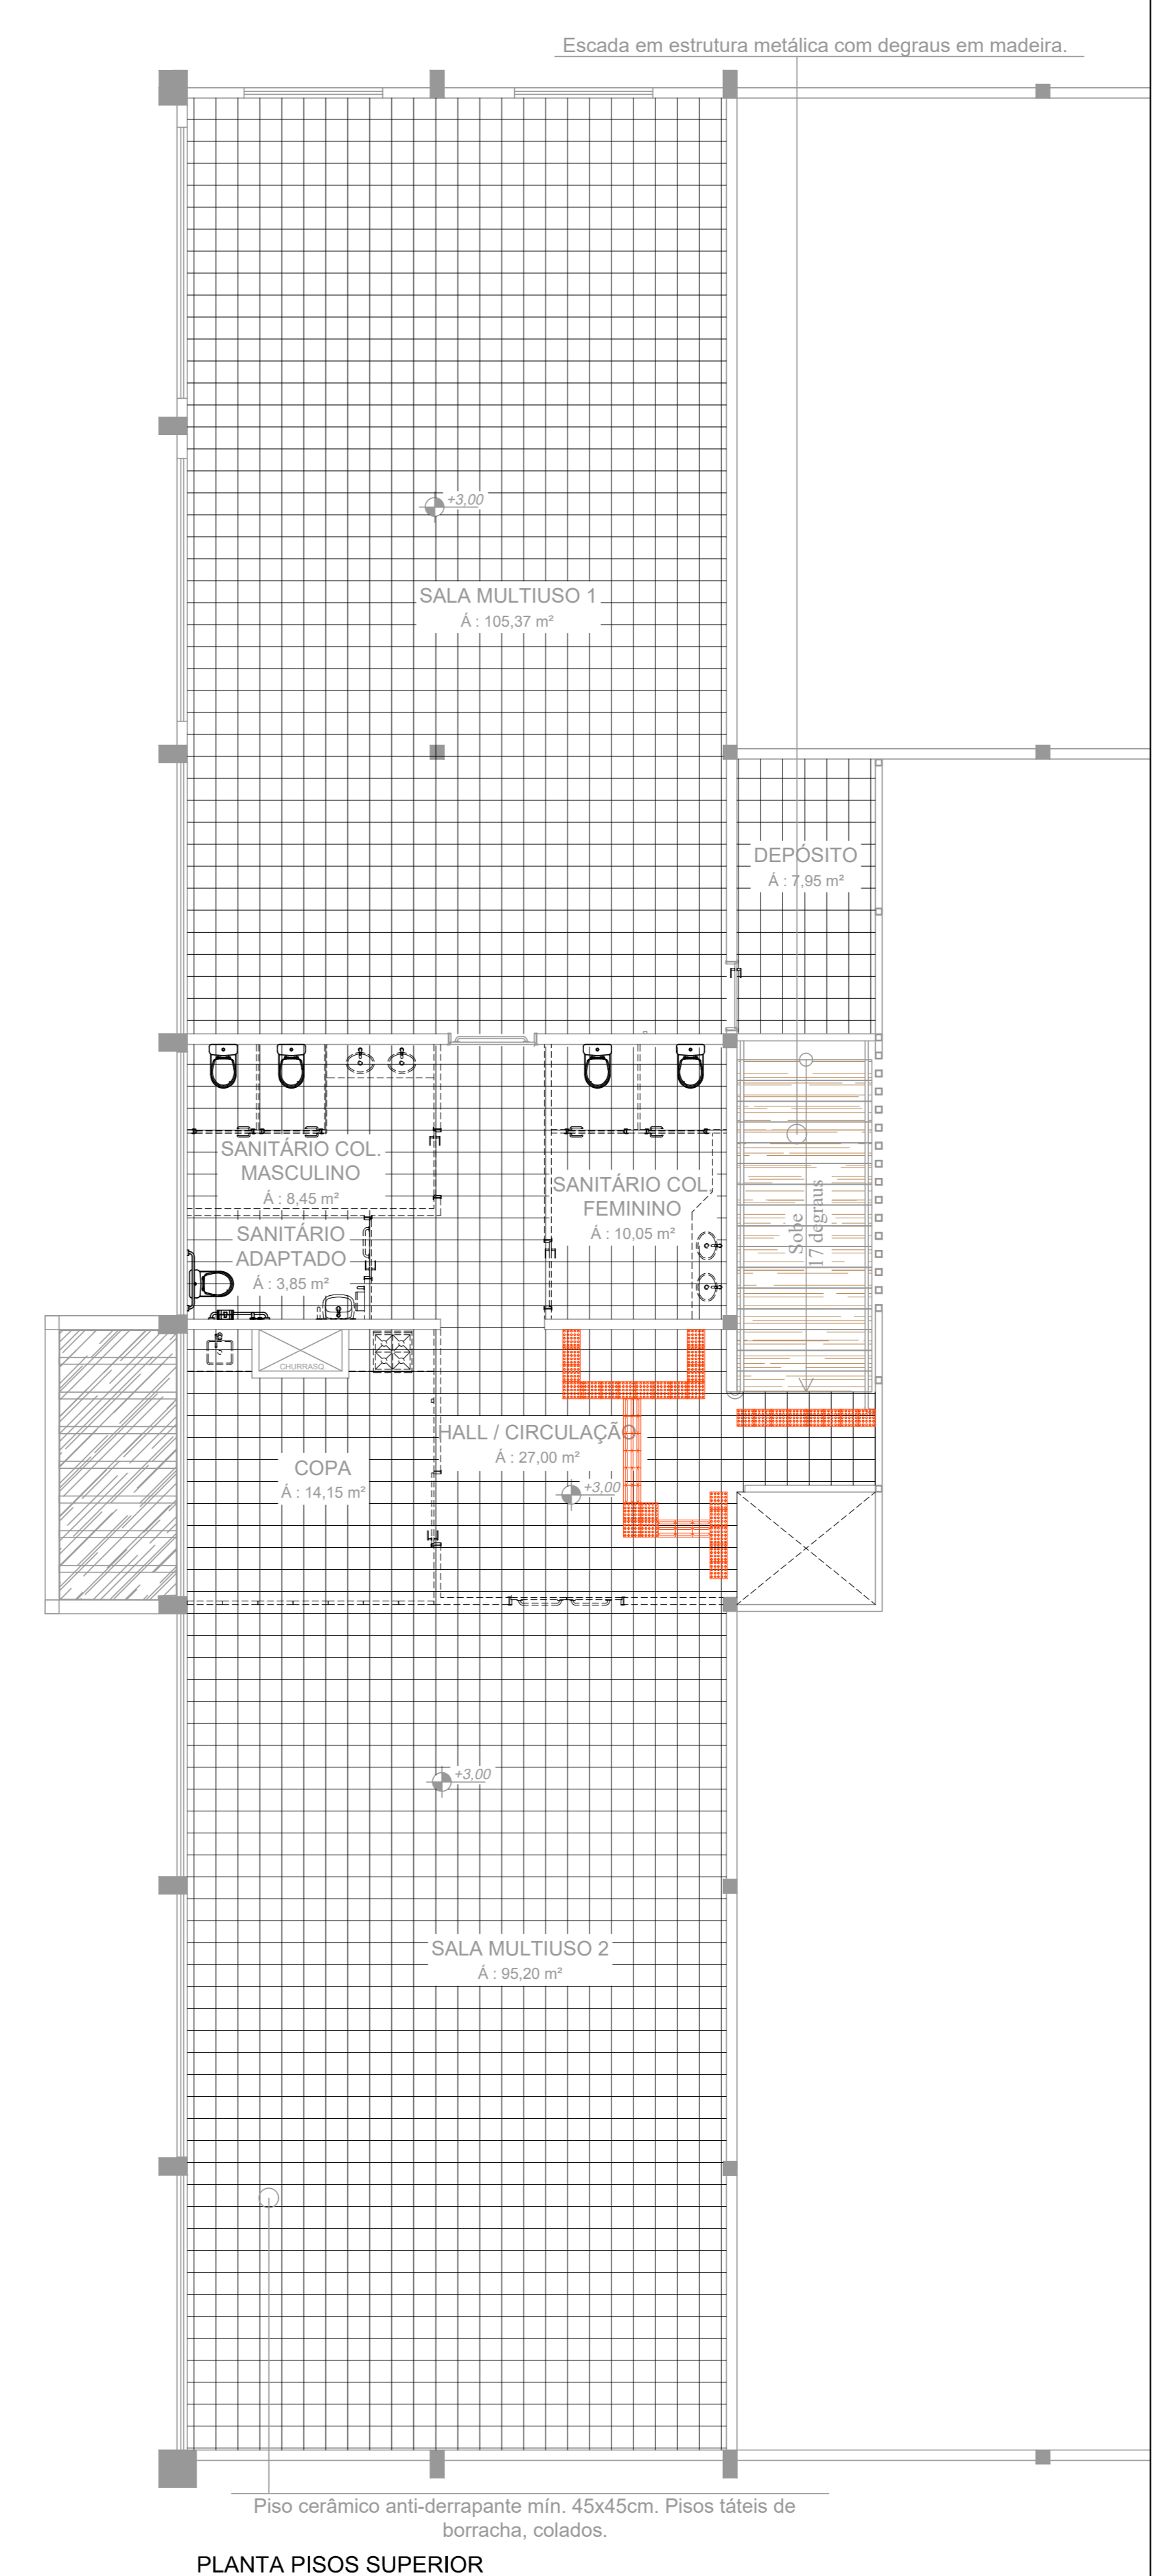 Escada em estrutura metálica com degraus em madeira.
+3,00
SALA MULTIUSO 1
Á : 105,37 m²
DEPÓSITO
Á : 7,95 m²
SANITÁRIO COL.
MASCULINO
Á : 8,45 m²
SANITÁRIO COL.
FEMININO
Á : 10,05 m²
Sobe
17 degraus
SANITÁRIO
ADAPTADO
Á : 3,85 m²
CHURRASQ.
HALL / CIRCULAÇÃO
Á : 27,00 m²
COPA
Á : 14,15 m²
+3,00
+3,00
SALA MULTIUSO 2
Á : 95,20 m²
Piso cerâmico anti-derrapante mín. 45x45cm. Pisos táteis de
borracha, colados.
PLANTA PISOS SUPERIOR